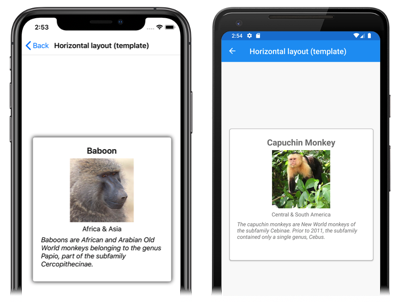 2:53
Back
Horizontal layout (template)
Baboon
Africa & Asia
Baboons are African and Arabian Old
World monkeys belonging to the genus
Papio, part of the subfamily
Cercopithecinae.
2:54
Horizontal layout (template)
Capuchin Monkey
Central & South America
The capuchin monkeys are New World monkeys of
the subfamily Cebinae. Prior to 2011, the subfamily
contained only a single genus, Cebus.